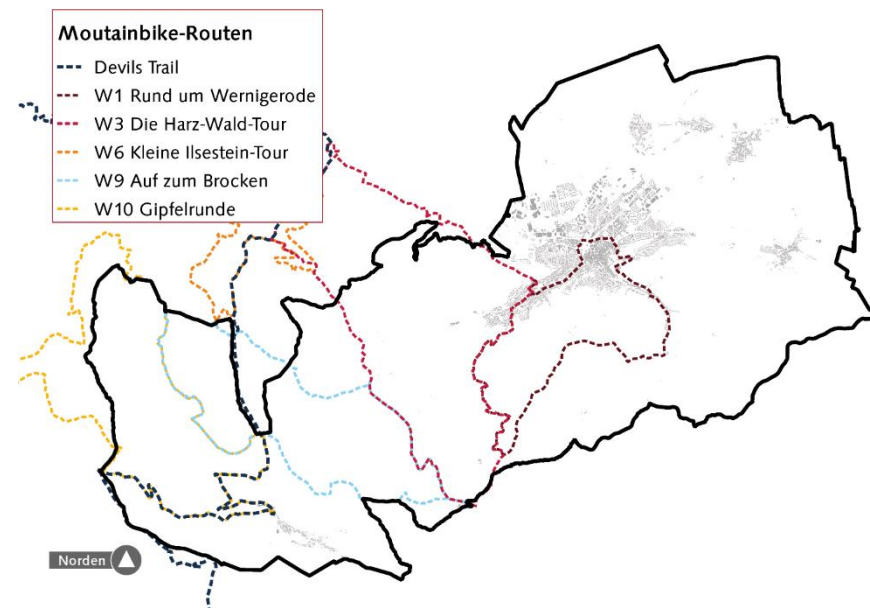 Moutainbike-Routen
Devils Trail
W1 Rund um Wernigerode
W3 Die Harz-Wald-Tour
W6 Kleine Ilsestein-Tour
W9 Auf zum Brocken
W10 Gipfelrunde
Norden